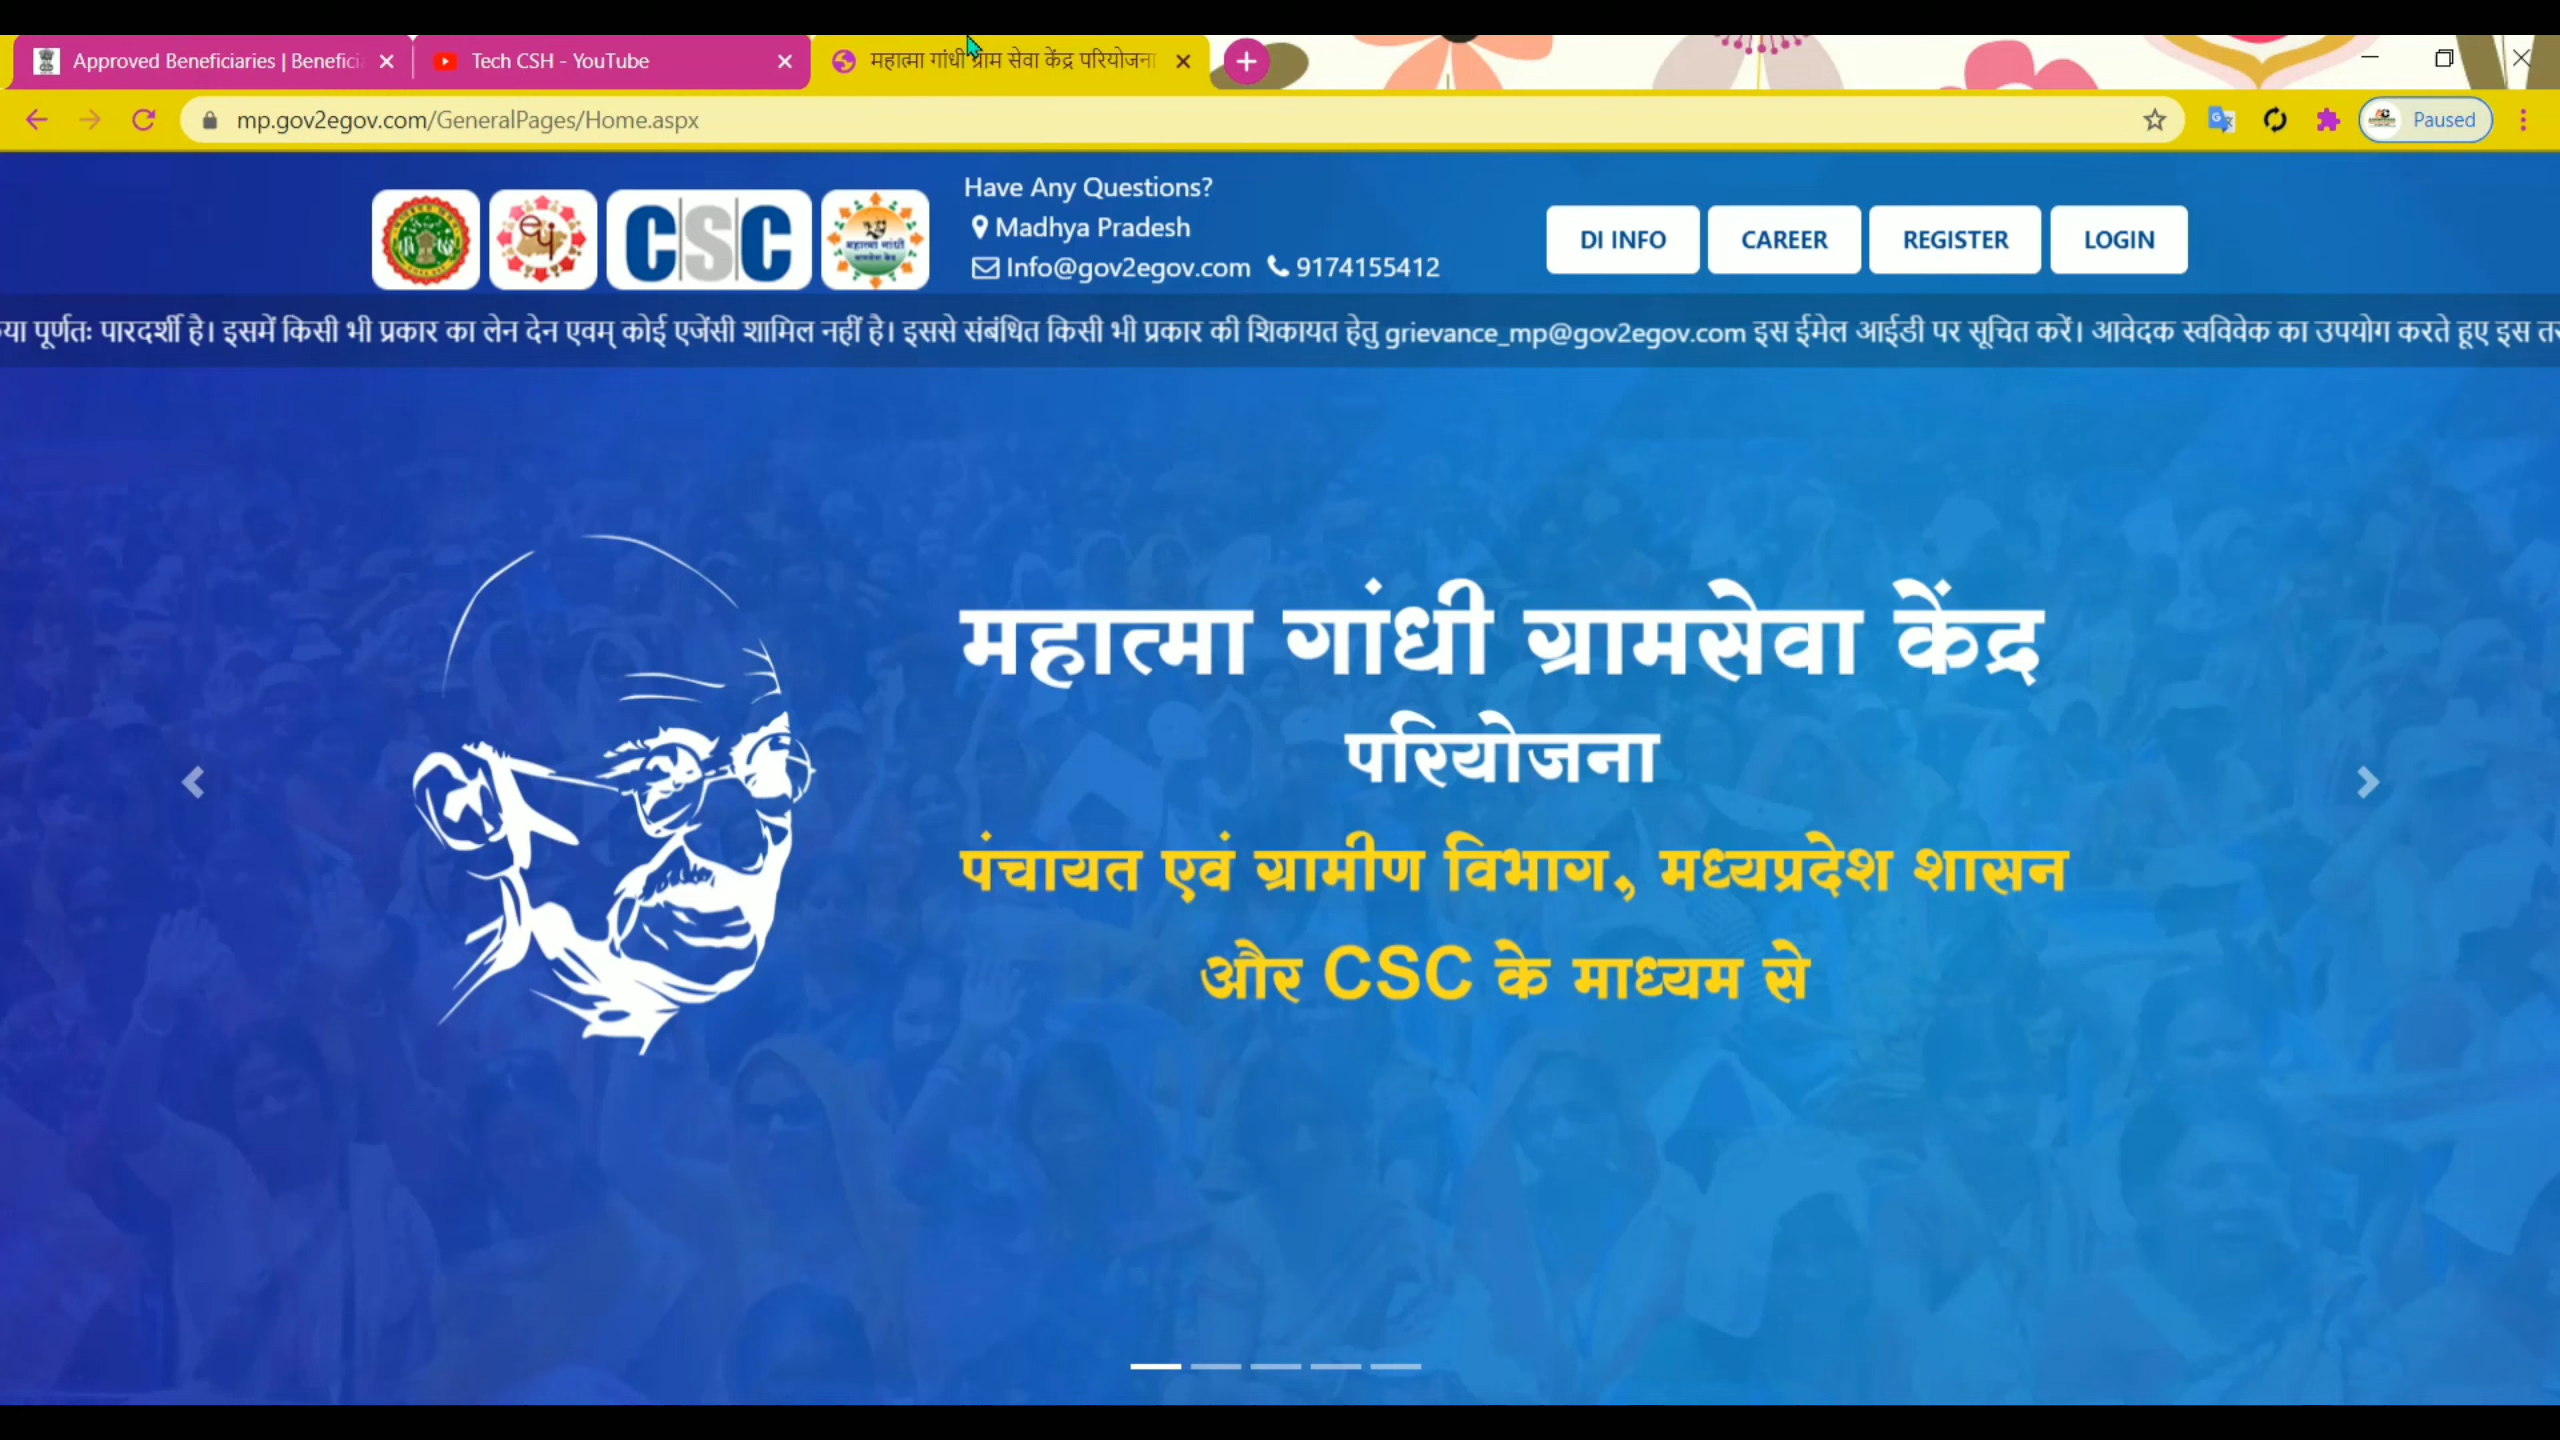 Approved Beneficiaries | Benefici
Tech CSH - YouTube
महात्मा गांधी ग्राम सेवा केंद्र परियोजना
mp.gov2egov.com/GeneralPages/Home.aspx
Paused
CSC
Have Any Questions?
Madhya Pradesh
Info@gov2egov.com 9174155412
DI INFO
CAREER
REGISTER
LOGIN
पूर्णतः पारदर्शी है। इसमें किसी भी प्रकार का लेन देन एवम् कोई एजेंसी शामिल नहीं है। इससे संबंधित किसी भी प्रकार की शिकायत हेतु grievance_mp@gov2egov.com इस ईमेल आईडी पर सूचित करें। आवेदक स्वविवेक का उपयोग करते हूए इस
महात्मा गांधी ग्रामसेवा केंद्र
परियोजना
पंचायत एवं ग्रामीण विभाग, मध्यप्रदेश शासन
और CSC के माध्यम से